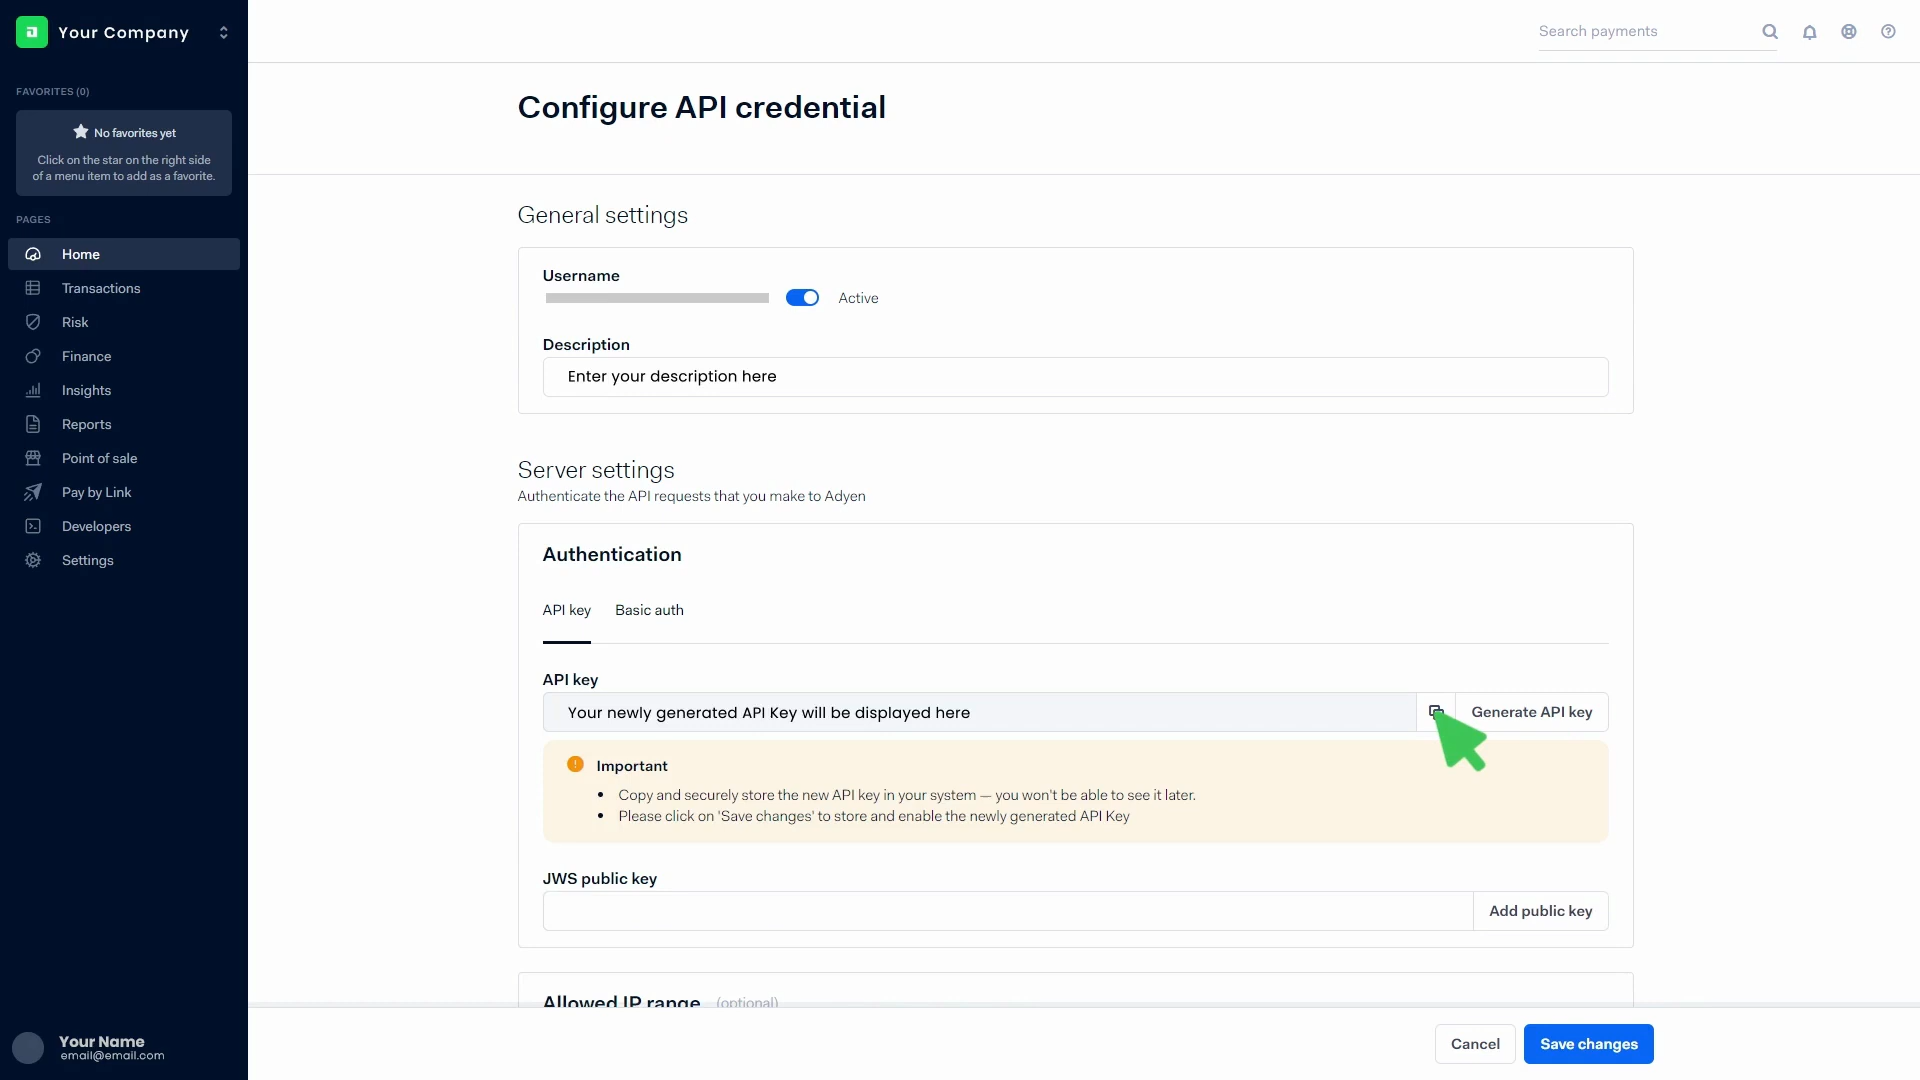 Your Company
Search payments
FAVORITES (0)
No favorites yet
Click on the star on the right side
of a menu item to add as a favorite.
PAGES
Home
Transactions
Risk
Finance
Insights
Reports
Point of sale
Pay by Link
Developers
Settings
Your Name
email@email.com
Configure API credential
General settings
Username
Active
Description
Enter your description here
Server settings
Authenticate the API requests that you make to Adyen
Authentication
API key Basic auth
API key
Your newly generated API Key will be displayed here
Generate API key
Important
Copy and securely store the new API key in your system — you won't be able to see it later.
Please click on 'Save changes' to store and enable the newly generated API Key
JWS public key
Add public key
Allowed IP range (optional)
Cancel Save changes